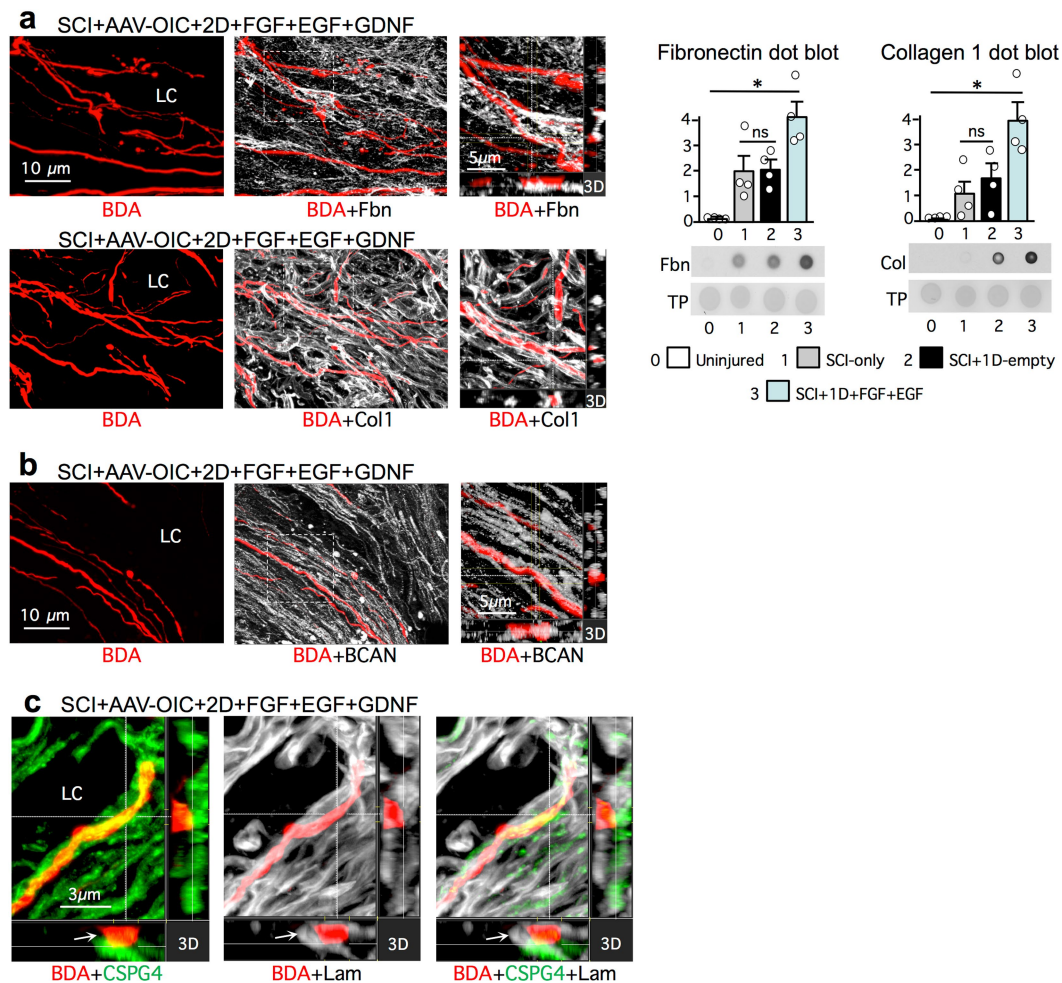 a
SCI+AAV-OIC+2D+FGF+EGF+GDNF
LC
10 µm
5µm
3D
BDA
BDA+Fbn
BDA+Fbn
SCI+AAV-OIC+2D+FGF+EGF+GDNF
LC
3D
BDA
BDA+Col1
BDA+Col1
Fibronectin dot blot
*
ns
4
3
2
1
0
0 1 2 3
Fbn
TP
0 1 2 3
Collagen 1 dot blot
*
ns
4
3
2
1
0
0 1 2 3
Col
TP
0 1 2 3
0 Uninjured 1 SCI-only 2 SCI+1D-empty
3 SCI+1D+FGF+EGF
b
SCI+AAV-OIC+2D+FGF+EGF+GDNF
LC
10 µm
5µm
3D
BDA
BDA+BCAN
BDA+BCAN
c
SCI+AAV-OIC+2D+FGF+EGF+GDNF
LC
3µm
3D
3D
3D
BDA+CSPG4
BDA+Lam
BDA+CSPG4+Lam